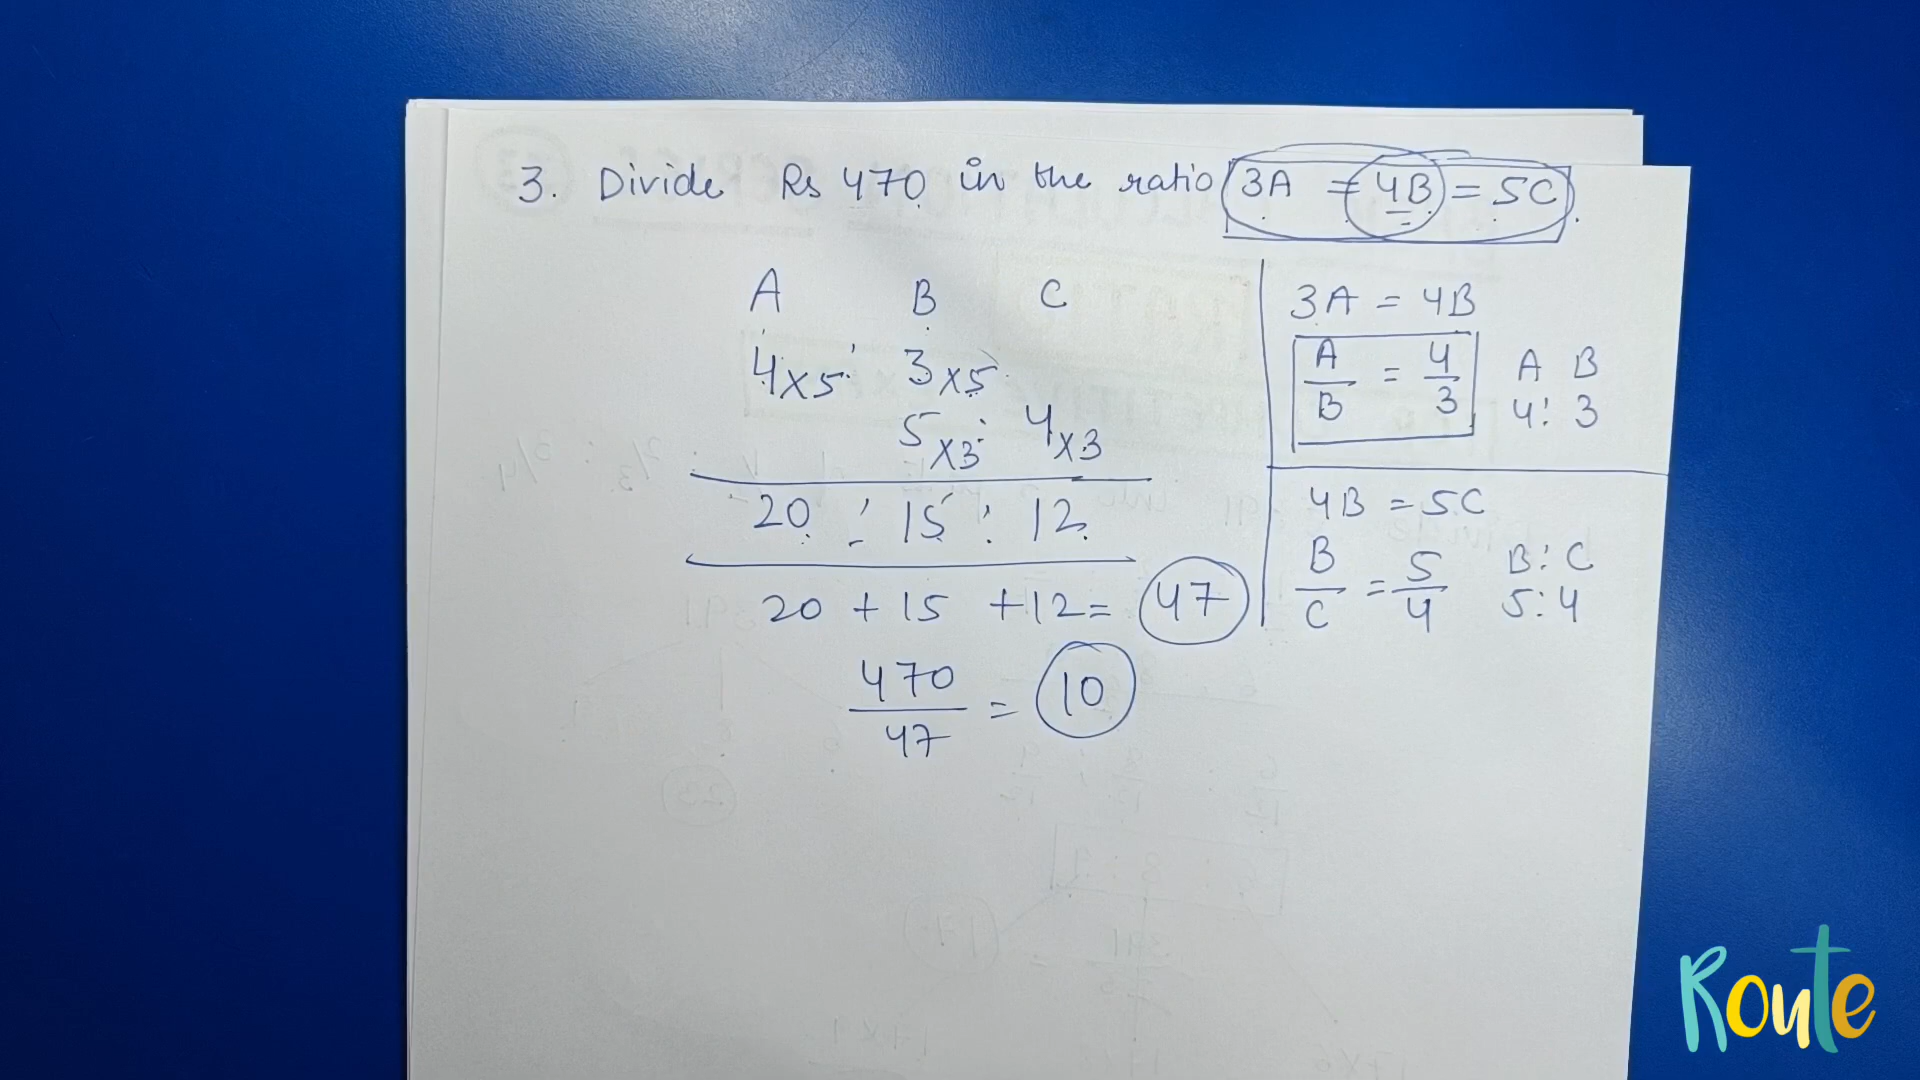 3. Divide Rs 470 in the ratio 3A = 4B = 5C.
A B C
4x5 : 3x5
5x3 : 4x3
20 : 15 : 12
20 + 15 + 12 = 47
470/47 = 10
3A = 4B
A/B = 4/3
A B
4 : 3
4B = 5C
B/C = 5/4
B : C
5 : 4
Route